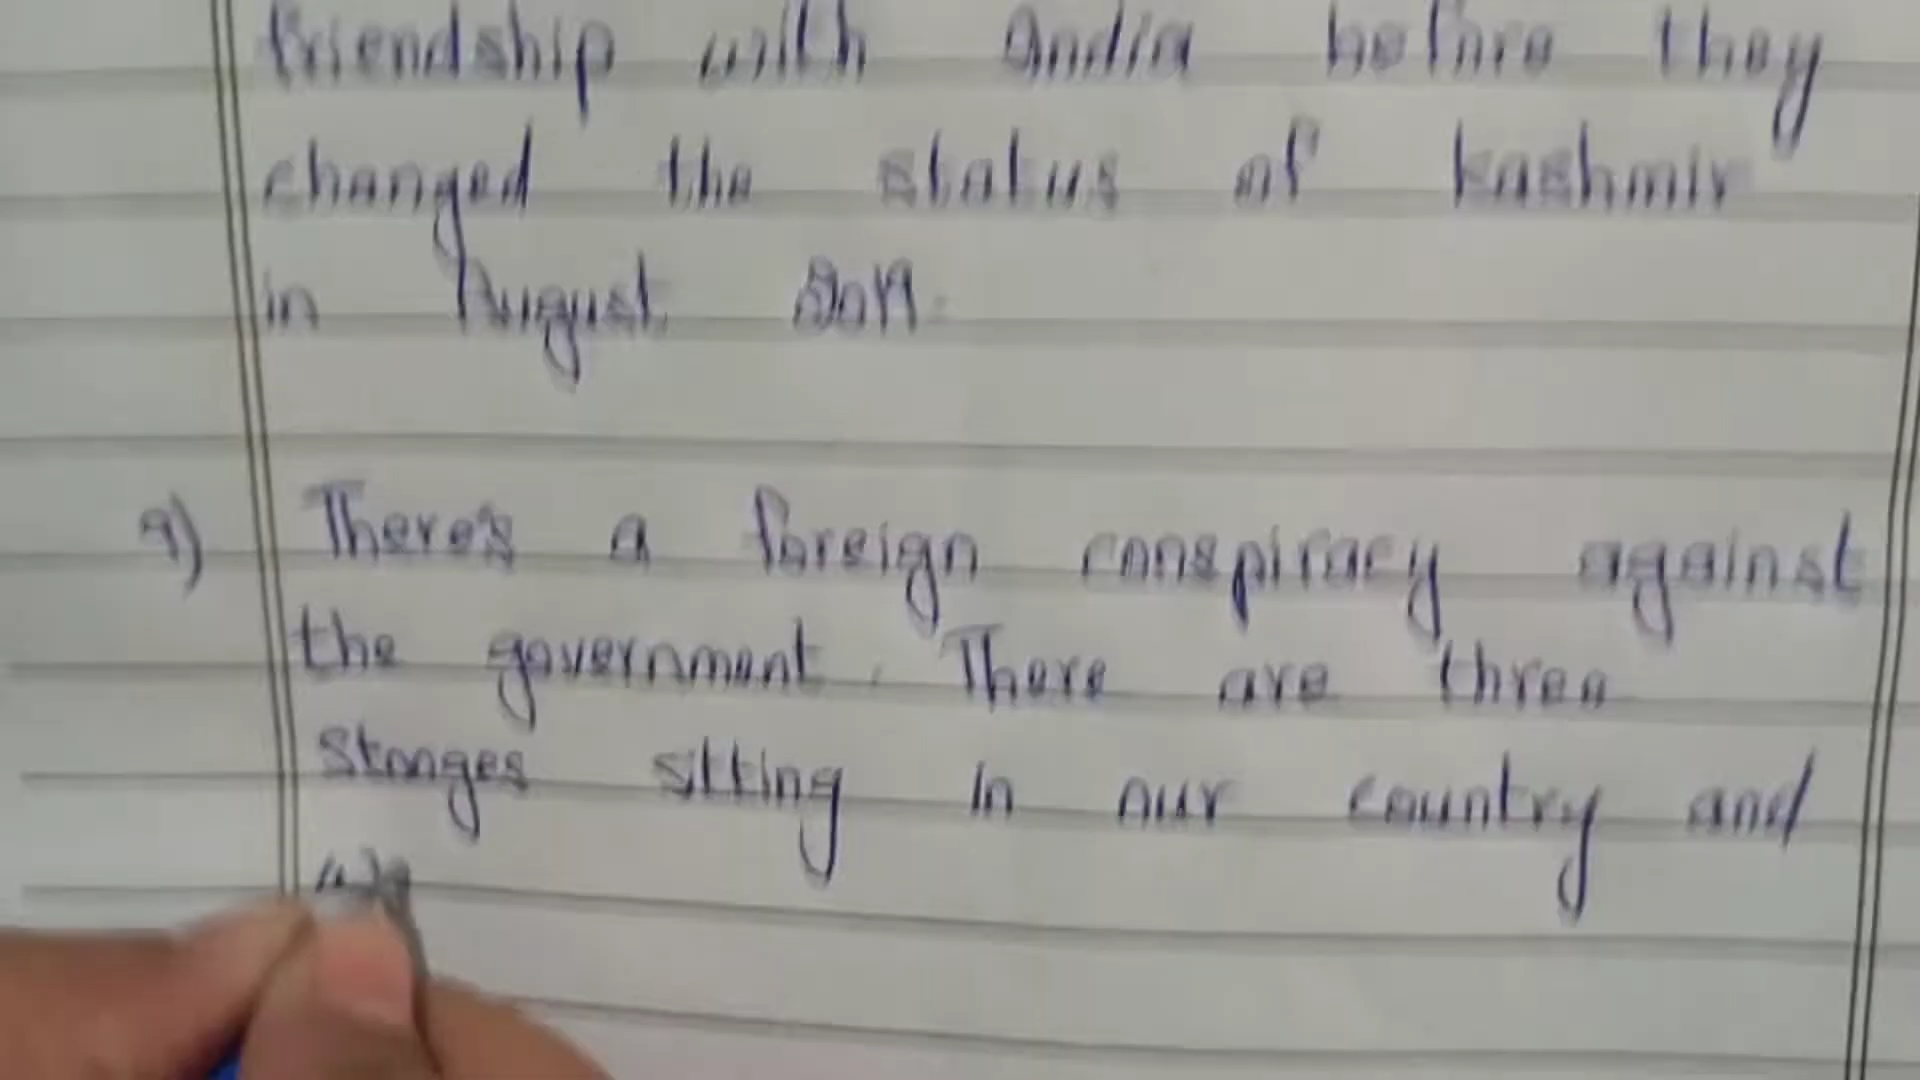 friendship with India before they
changed the status of kashmir
in August 2019.
9) There's a foreign conspiracy against
the government. There are three
Stooges sitting in our country and